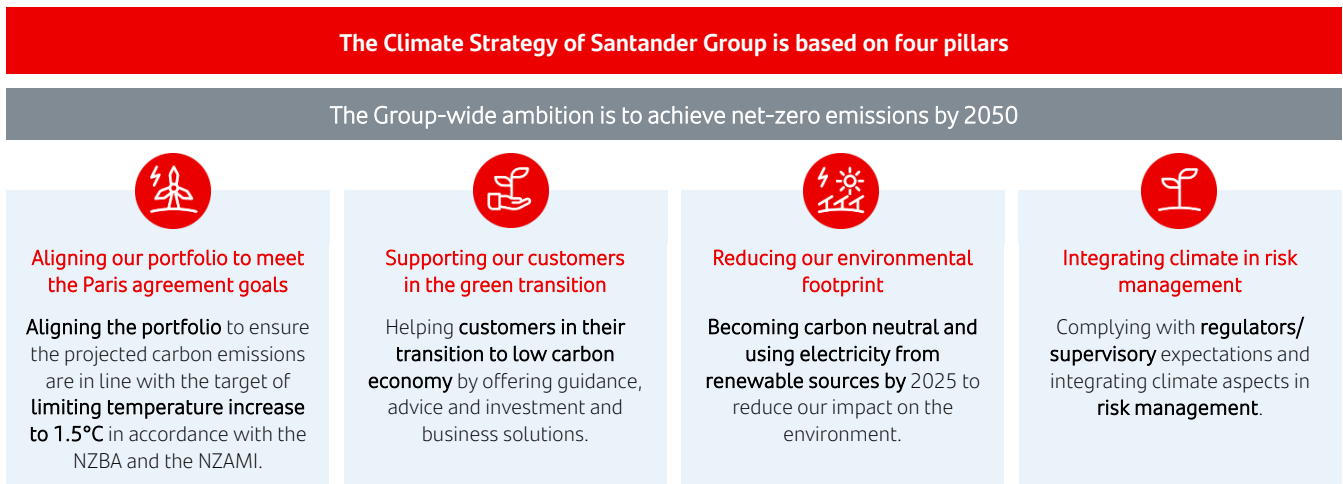 The Climate Strategy of Santander Group is based on four pillars
The Group-wide ambition is to achieve net-zero emissions by 2050
Aligning our portfolio to meet
the Paris agreement goals
Aligning the portfolio to ensure
the projected carbon emissions
are in line with the target of
limiting temperature increase
to 1.5°C in accordance with the
NZBA and the NZAMI.
Supporting our customers
in the green transition
Helping customers in their
transition to low carbon
economy by offering guidance,
advice and investment and
business solutions.
Reducing our environmental
footprint
Becoming carbon neutral and
using electricity from
renewable sources by 2025 to
reduce our impact on the
environment.
Integrating climate in risk
management
Complying with regulators/
supervisory expectations and
integrating climate aspects in
risk management.